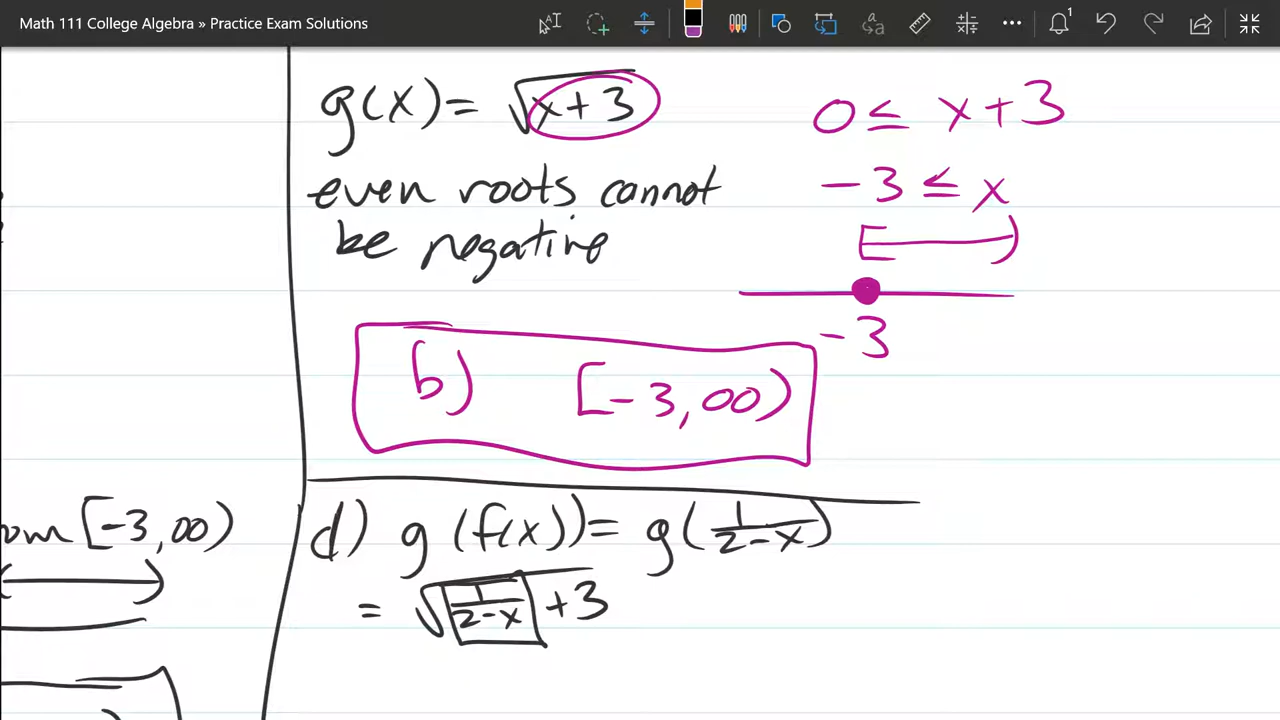 Math 111 College Algebra » Practice Exam Solutions
1
g(x) = √(x+3)
even roots cannot
be negative
0 ≤ x+3
-3 ≤ x
-3
b) [-3,∞)
om [-3,∞)
d) g(f(x)) = g(1/(2-x))
= √(1/(2-x) + 3)